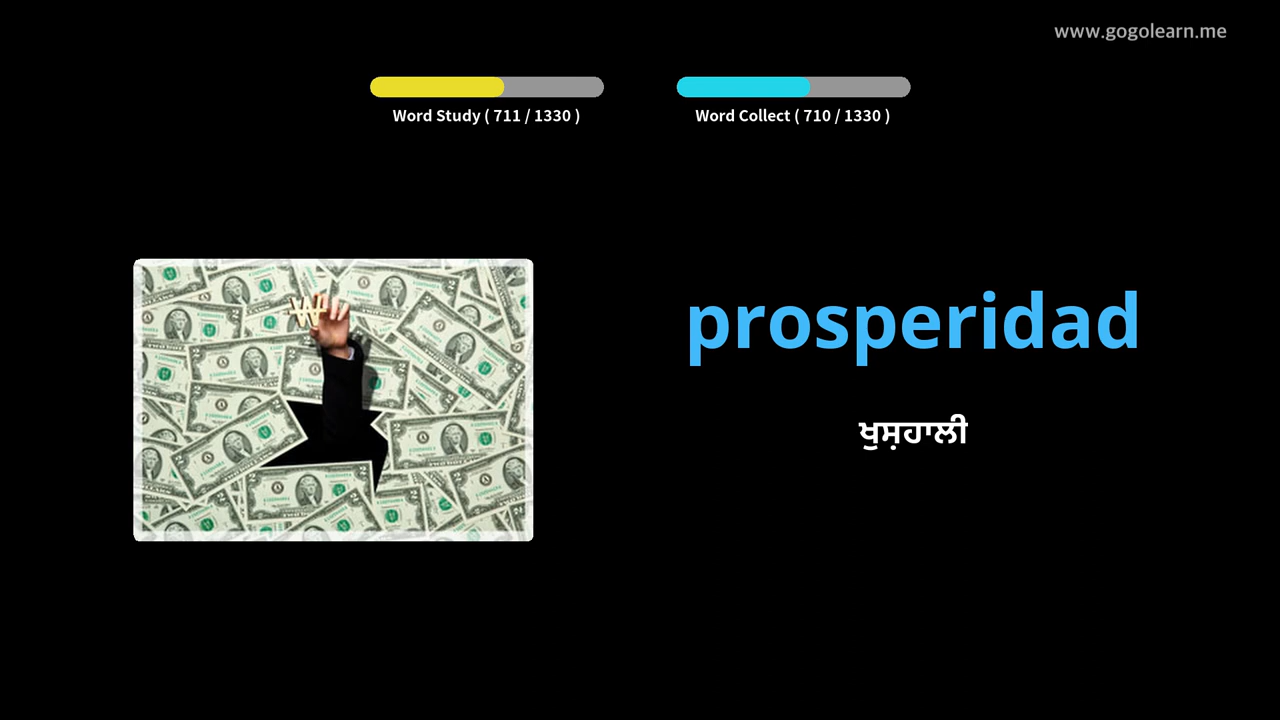 www.gogolearn.me
Word Study ( 711 / 1330 )
Word Collect ( 710 / 1330 )
prosperidad
ਖੁਸ਼ਹਾਲੀ